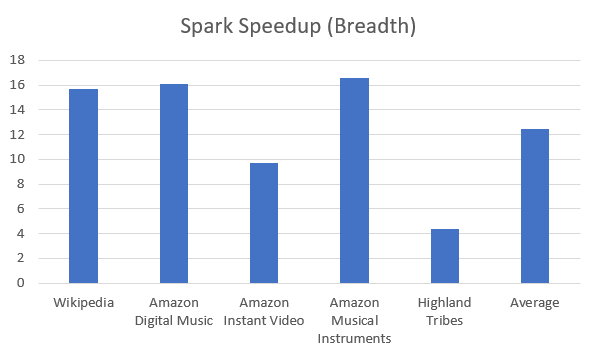 Spark Speedup (Breadth)
18
16
14
12
10
8
6
4
2
0
Wikipedia
Amazon
Digital Music
Amazon
Instant Video
Amazon
Musical
Instruments
Highland
Tribes
Average